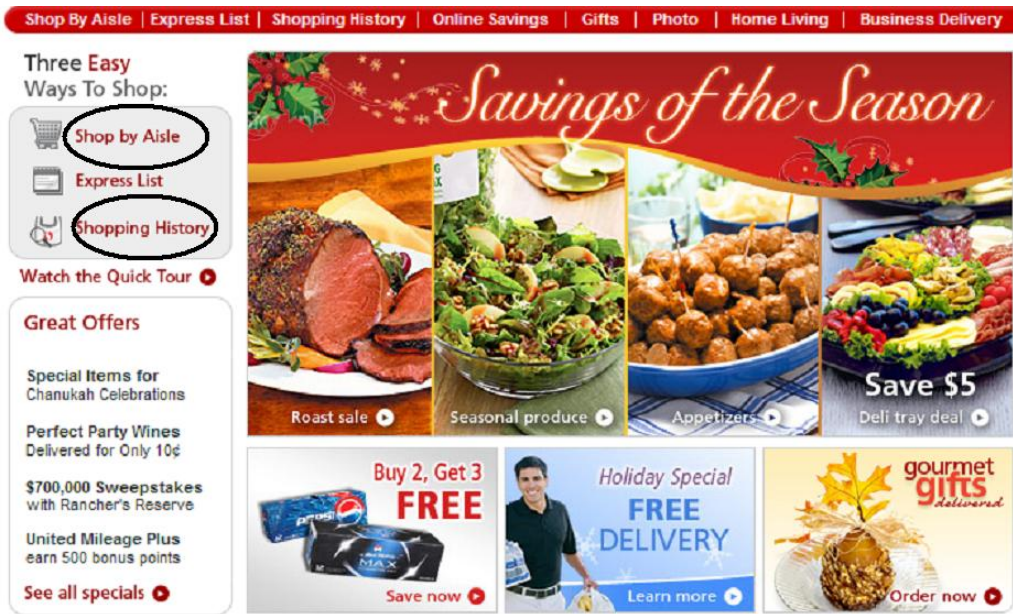 Shop By Aisle | Express List | Shopping History | Online Savings | Gifts | Photo | Home Living | Business Delivery
Three Easy
Ways To Shop:
Shop by Aisle
Express List
Shopping History
Watch the Quick Tour
Great Offers
Special Items for
Chanukah Celebrations
Perfect Party Wines
Delivered for Only 10¢
$700,000 Sweepstakes
with Rancher's Reserve
United Mileage Plus
earn 500 bonus points
See all specials
Savings of the Season
Roast sale
Seasonal produce
Appetizers
Save $5
Deli tray deal
Buy 2, Get 3
FREE
PEPSI
MAX
Save now
Holiday Special
FREE
DELIVERY
Learn more
gourmet
gifts
delivered
Order now